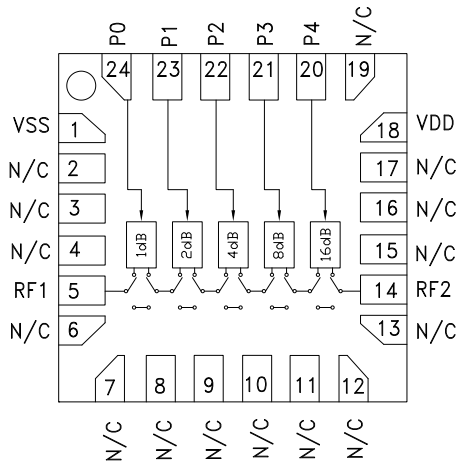 P0 P1 P2 P3 P4 N/C
24 23 22 21 20 19
VSS 1 18 VDD
N/C 2 17 N/C
N/C 3 16 N/C
1dB 2dB 4dB 8dB 16dB
N/C 4 15 N/C
RF1 5 14 RF2
N/C 6 13 N/C
7 8 9 10 11 12
N/C N/C N/C N/C N/C N/C